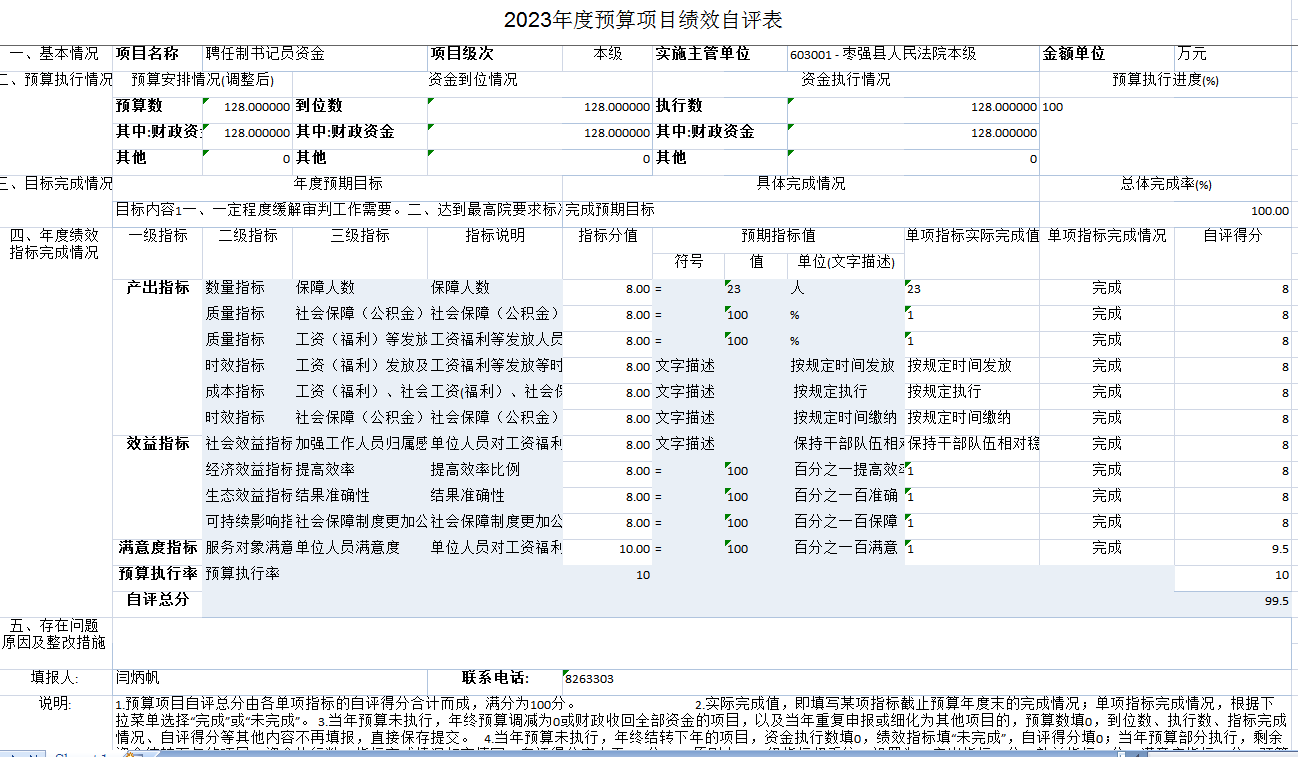 2023年度预算项目绩效自评表
一、基本情况 项目名称 聘任制书记员资金 项目级次 本级 实施主管单位 603001 - 枣强县人民法院本级 金额单位 万元
二、预算执行情况 预算安排情况(调整后) 资金到位情况 资金执行情况 预算执行进度(%)
预算数 128.000000 到位数 128.000000 执行数 128.000000 100
其中:财政资 128.000000 其中:财政资金 128.000000 其中:财政资金 128.000000
其他 0 其他 0 其他 0
三、目标完成情况 年度预期目标 具体完成情况 总体完成率(%)
目标内容1一、一定程度缓解审判工作需要。二、达到最高院要求标 完成预期目标 100.00
四、年度绩效指标完成情况 一级指标 二级指标 三级指标 指标说明 指标分值 预期指标值 单项指标实际完成值 单项指标完成情况 自评得分
符号 值 单位(文字描述)
产出指标 数量指标 保障人数 保障人数 8.00 = 23 人 23 完成 8
质量指标 社会保障（公积金） 社会保障（公积金） 8.00 = 100 % 1 完成 8
质量指标 工资（福利）等发放 工资福利等发放人员 8.00 = 100 % 1 完成 8
时效指标 工资（福利）发放及 工资福利等发放等时 8.00 文字描述 按规定时间发放 按规定时间发放 完成 8
成本指标 工资（福利）、社会 工资(福利）、社会保 8.00 文字描述 按规定执行 按规定执行 完成 8
时效指标 社会保障（公积金） 社会保障（公积金） 8.00 文字描述 按规定时间缴纳 按规定时间缴纳 完成 8
效益指标 社会效益指标 加强工作人员归属感 单位人员对工资福利 8.00 文字描述 保持干部队伍相对 保持干部队伍相对稳 完成 8
经济效益指标 提高效率 提高效率比例 8.00 = 100 百分之一提高效率 1 完成 8
生态效益指标 结果准确性 结果准确性 8.00 = 100 百分之一百准确 1 完成 8
可持续影响指 社会保障制度更加公 社会保障制度更加公 8.00 = 100 百分之一百保障 1 完成 8
满意度指标 服务对象满意 单位人员满意度 单位人员对工资福利 10.00 = 100 百分之一百满意 1 完成 9.5
预算执行率 预算执行率 10 10
自评总分 99.5
五、存在问题
原因及整改措施
填报人: 闫炳帆 联系电话: 8263303
说明: 1.预算项目自评总分由各单项指标的自评得分合计而成，满分为100分。 2.实际完成值，即填写某项指标截止预算年度末的完成情况；单项指标完成情况，根据下
拉菜单选择“完成”或“未完成”。 3.当年预算未执行，年终预算调减为0或财政收回全部资金的项目，以及当年重复申报或细化为其他项目的，预算数填0，到位数、执行数、指标完成
情况、自评得分等其他内容不再填报，直接保存提交。 4.当年预算未执行，年终结转下年的项目，资金执行数填0，绩效指标填“未完成”，自评得分填0；当年预算部分执行，剩余